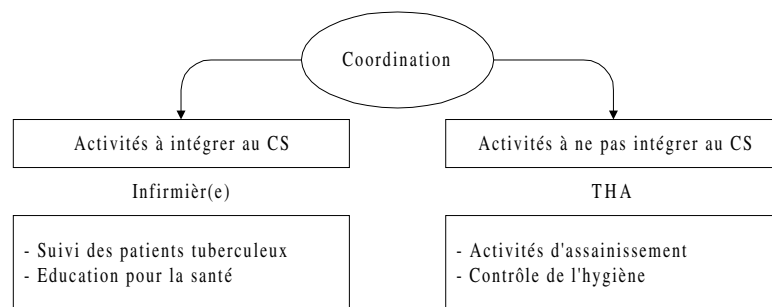 Coordination
Activités à intégrer au CS
Activités à ne pas intégrer au CS
Infirmièr(e)
THA
- Suivi des patients tuberculeux
- Education pour la santé
- Activités d'assainissement
- Contrôle de l'hygiène